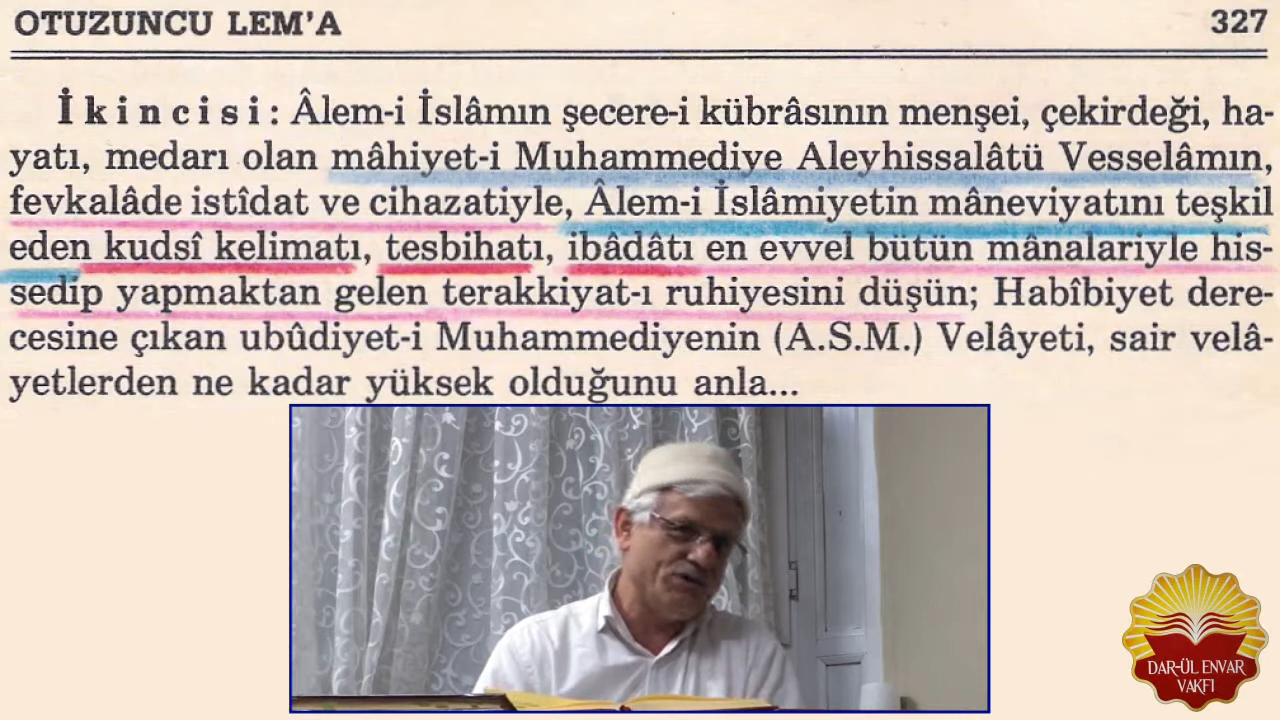 OTUZUNCU LEM'A 327
İkincisi: Âlem-i İslâmın şecere-i kübrâsının menşei, çekirdeği, ha-
yatı, medarı olan mâhiyet-i Muhammediye Aleyhissalâtü Vesselâmın,
fevkalâde istîdat ve cihazatiyle, Âlem-i İslâmiyetin mâneviyatını teşkil
eden kudsî kelimatı, tesbihatı, ibâdâtı en evvel bütün mânalariyle his-
sedip yapmaktan gelen terakkiyat-ı ruhiyesini düşün; Habîbiyet dere-
cesine çıkan ubûdiyet-i Muhammediyenin (A.S.M.) Velâyeti, sair velâ-
yetlerden ne kadar yüksek olduğunu anla...
DAR-ÜL ENVAR
VAKFI